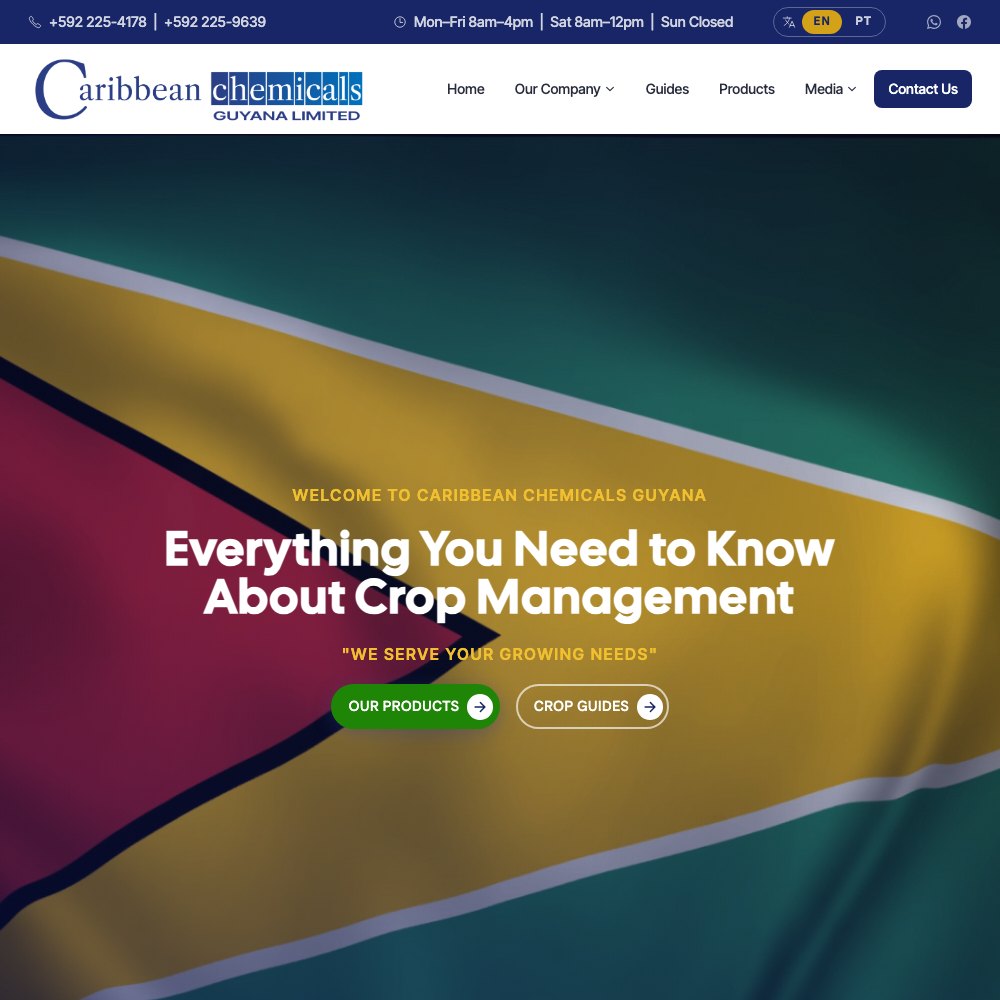 +592 225-4178 | +592 225-9639
Mon–Fri 8am–4pm | Sat 8am–12pm | Sun Closed
EN
PT
Caribbean chemicals
GUYANA LIMITED
Home
Our Company
Guides
Products
Media
Contact Us
WELCOME TO CARIBBEAN CHEMICALS GUYANA
Everything You Need to Know
About Crop Management
"WE SERVE YOUR GROWING NEEDS"
OUR PRODUCTS
CROP GUIDES